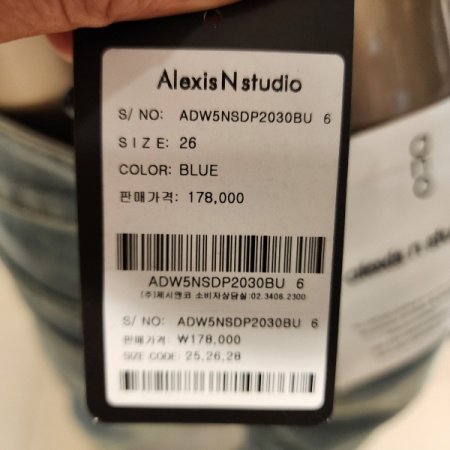 AlexisN studio
S/ NO: ADW5NSDP2030BU 6
SIZE: 26
COLOR: BLUE
판매가격: 178,000
ADW5NSDP2030BU 6
(주)제시앤코 소비자상담실:02.3408.2300
S/ NO: ADW5NSDP2030BU 6
판매가격: ₩178,000
SIZE CODE: 25,26,28